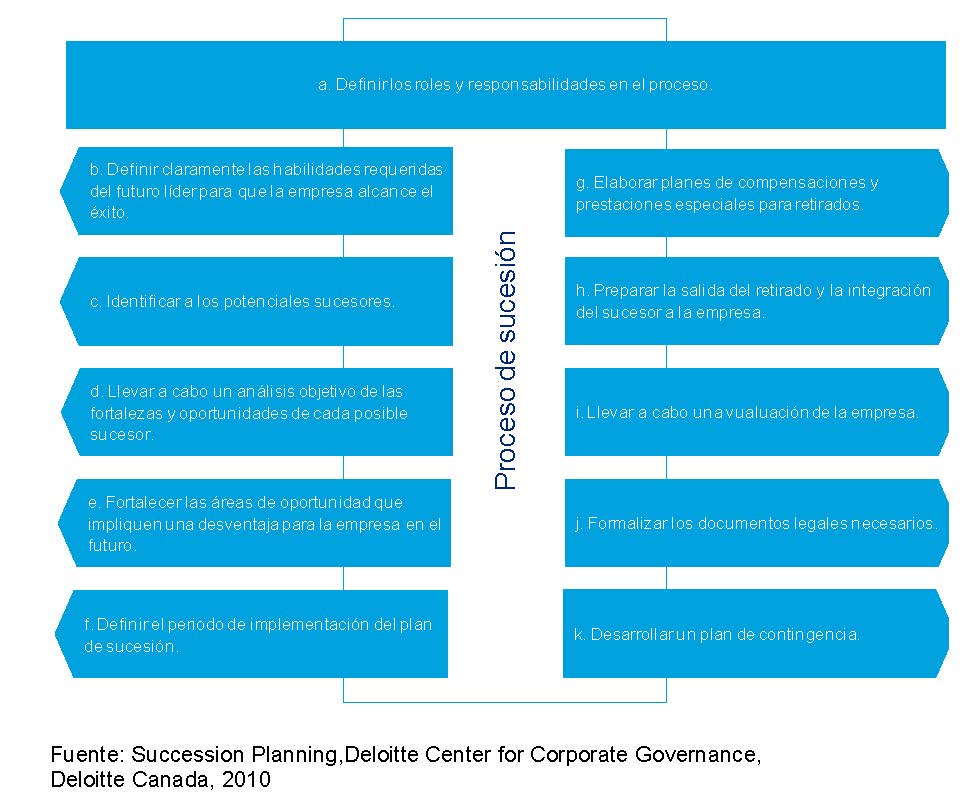 a. Definir los roles y responsabilidades en el proceso.
b. Definir claramente las habilidades requeridas
del futuro líder para que la empresa alcance el
éxito.
c. Identificar a los potenciales sucesores.
d. Llevar a cabo un análisis objetivo de las
fortalezas y oportunidades de cada posible
sucesor.
e. Fortalecer las áreas de oportunidad que
impliquen una desventaja para la empresa en el
futuro.
f. Definir el periodo de implementación del plan
de sucesión.
Proceso de sucesión
g. Elaborar planes de compensaciones y
prestaciones especiales para retirados.
h. Preparar la salida del retirado y la integración
del sucesor a la empresa.
i. Llevar a cabo una vualuación de la empresa.
j. Formalizar los documentos legales necesarios.
k. Desarrollar un plan de contingencia.
Fuente: Succession Planning,Deloitte Center for Corporate Governance,
Deloitte Canada, 2010